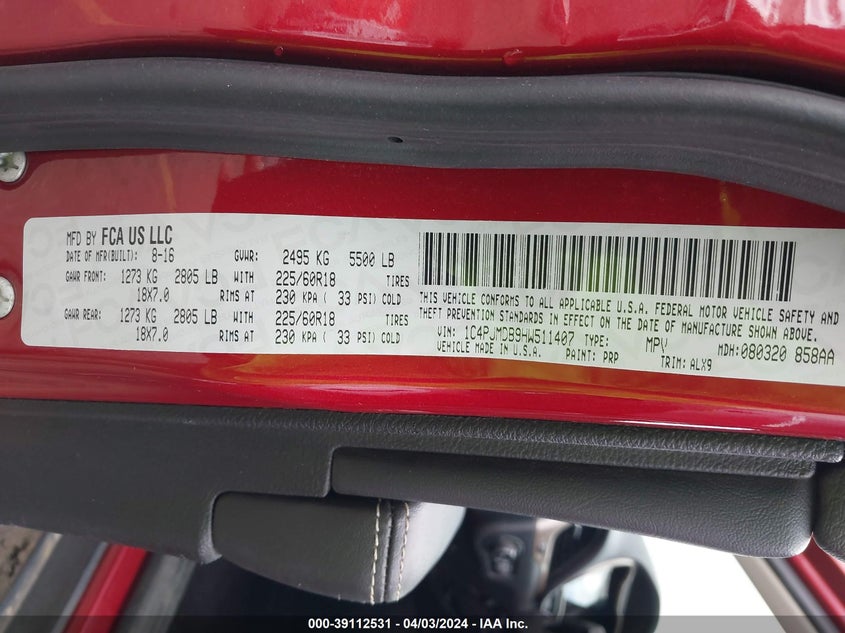 MFD BY FCA US LLC
DATE OF MFR(BUILT): 8-16 GVWR: 2495 KG 5500 LB
GAWR FRONT: 1273 KG 2805 LB WITH 225/60R18 TIRES
18X7.0 RIMS AT 230 KPA ( 33 PSI) COLD
GAWR REAR: 1273 KG 2805 LB WITH 225/60R18 TIRES
18X7.0 RIMS AT 230 KPA ( 33 PSI) COLD
THIS VEHICLE CONFORMS TO ALL APPLICABLE U.S.A. FEDERAL MOTOR VEHICLE SAFETY AND
THEFT PREVENTION STANDARDS IN EFFECT ON THE DATE OF MANUFACTURE SHOWN ABOVE.
VIN: 1C4PJMDB9HW511407 TYPE: MPV MDH: 080320 858AA
VEHICLE MADE IN U.S.A. PAINT: PRP TRIM: ALX9
000-39112531 - 04/03/2024 - IAA Inc.